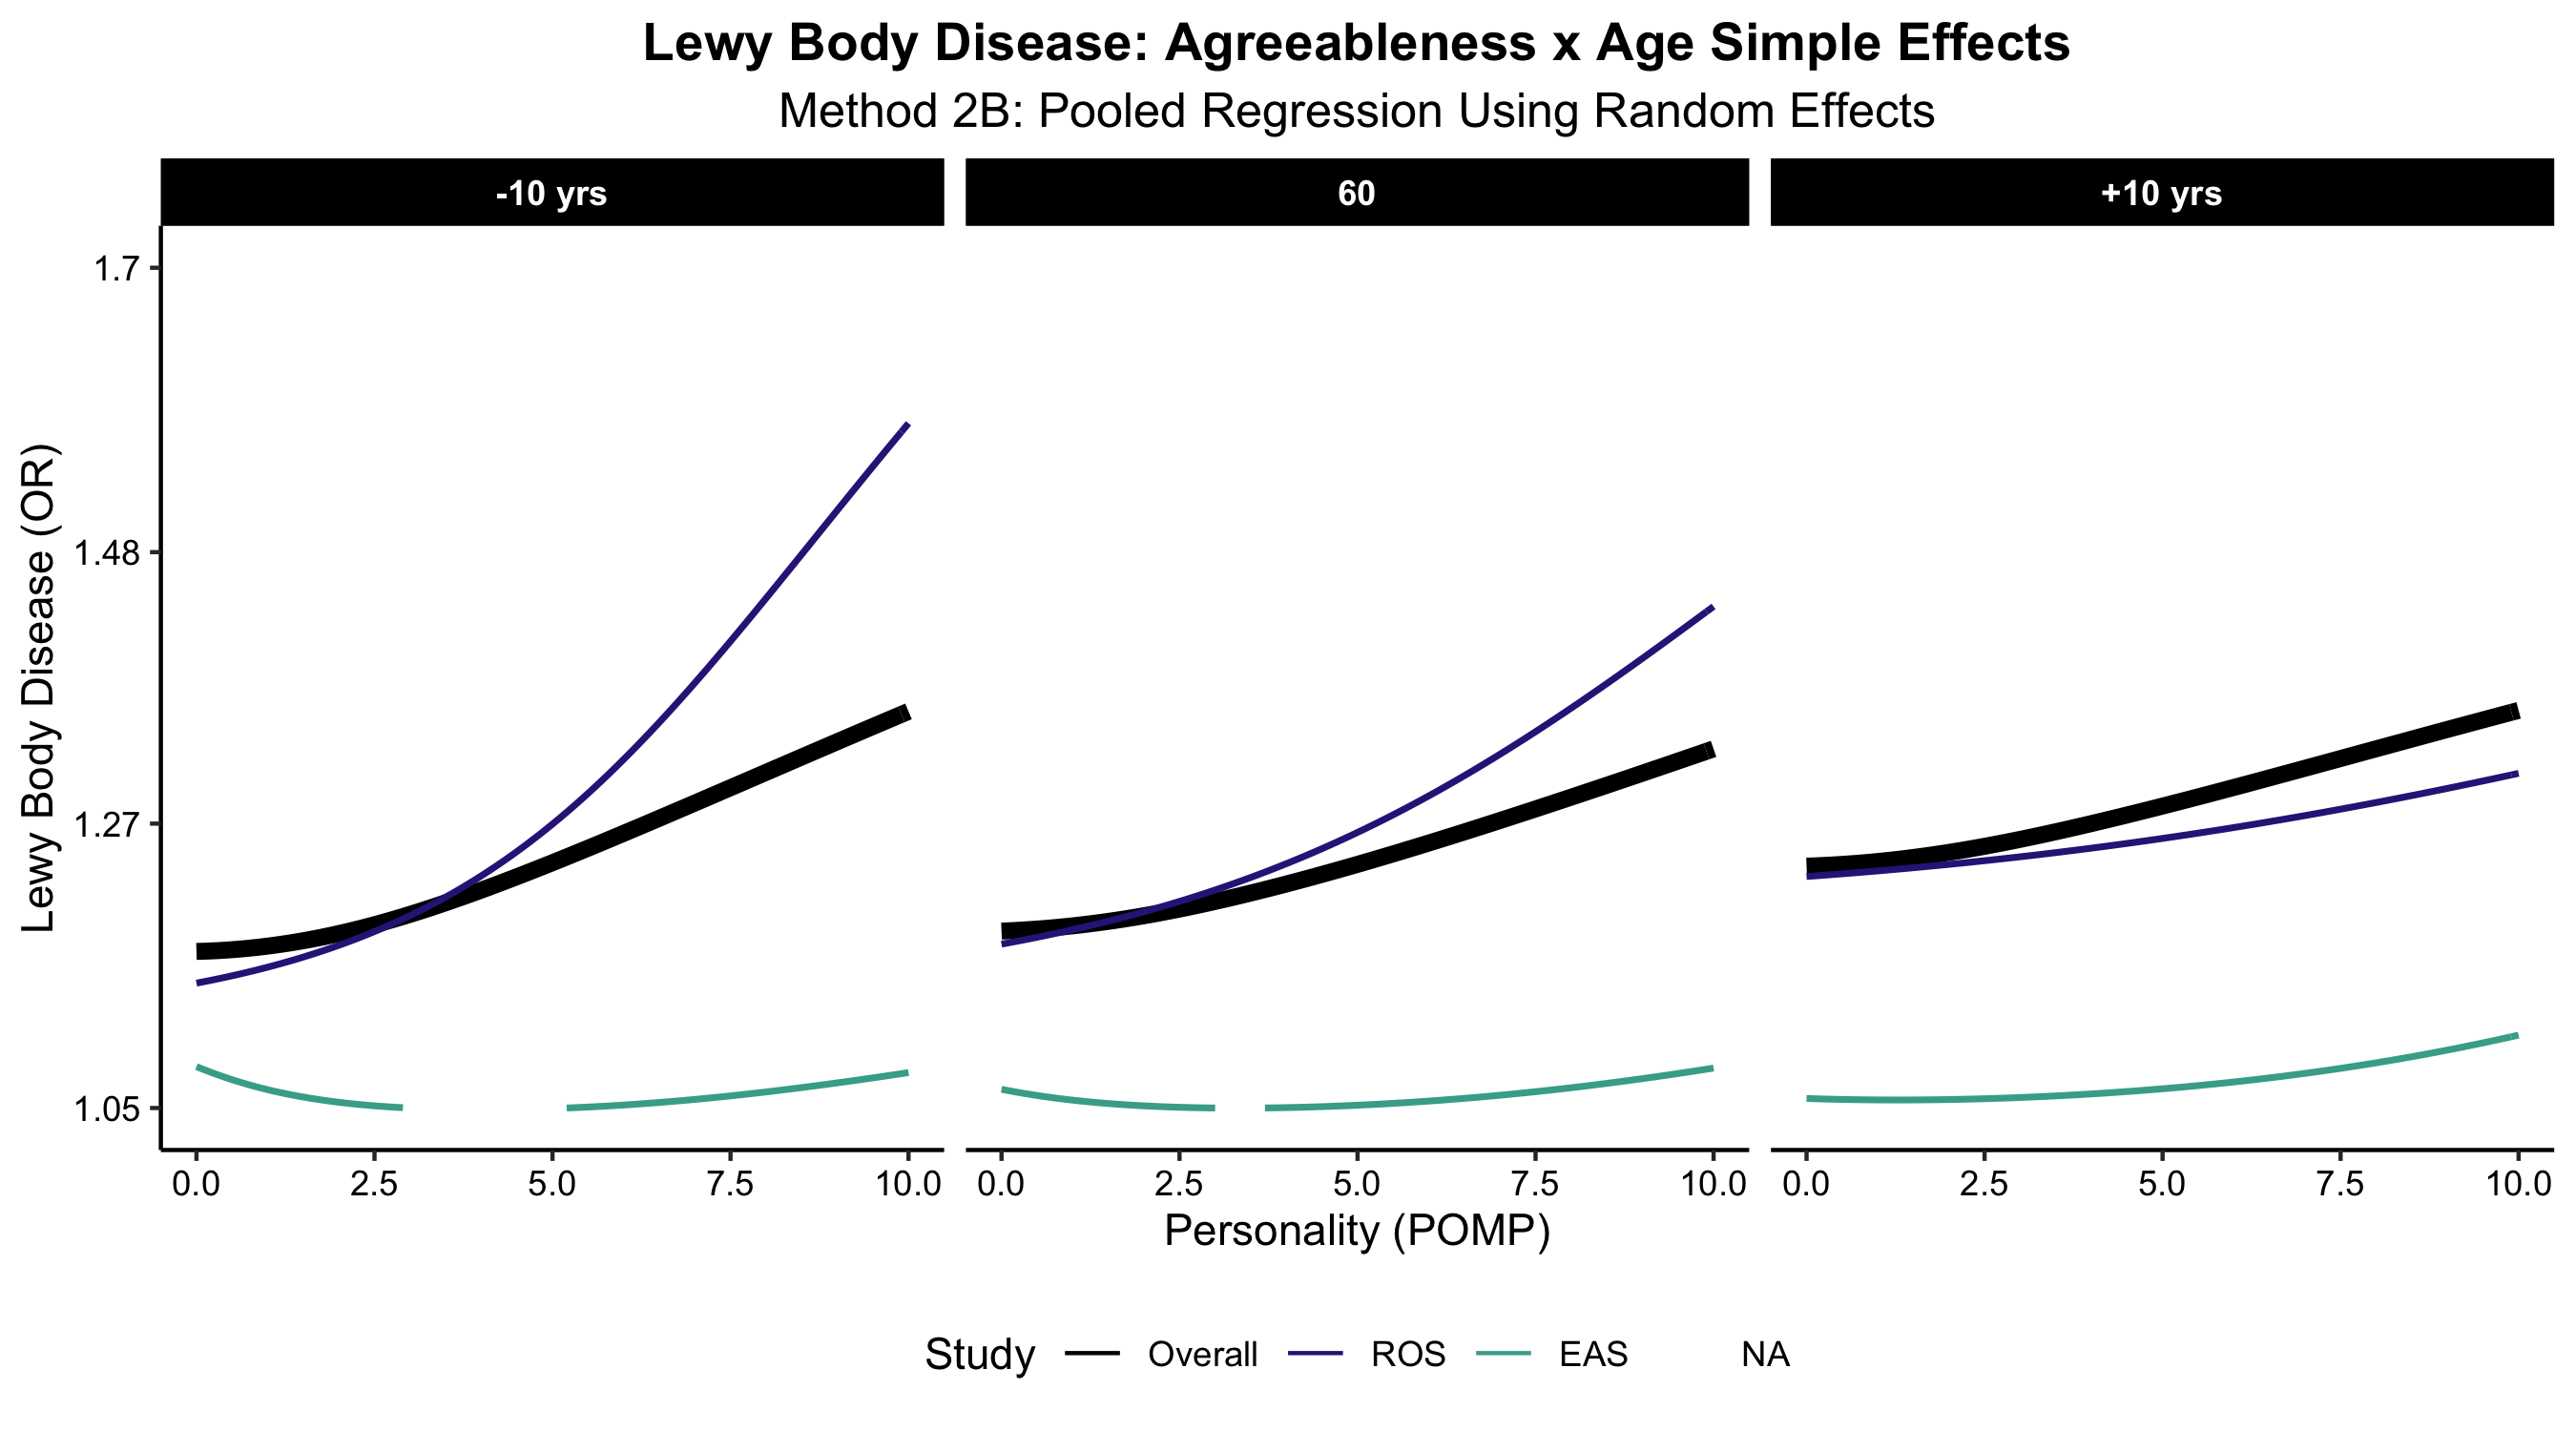 Lewy Body Disease: Agreeableness x Age Simple Effects
Method 2B: Pooled Regression Using Random Effects
-10 yrs 60 +10 yrs
Lewy Body Disease (OR)
1.7
1.48
1.27
1.05
0.0 2.5 5.0 7.5 10.0 0.0 2.5 5.0 7.5 10.0 0.0 2.5 5.0 7.5 10.0
Personality (POMP)
Study Overall ROS EAS NA